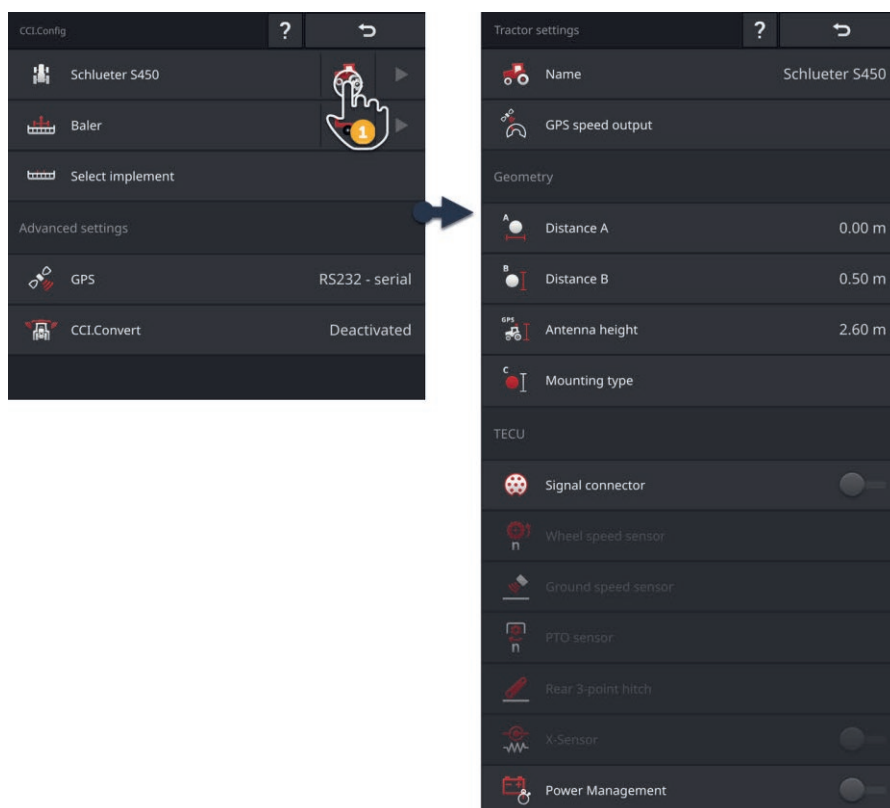 CCI.Config
?
Schlueter S450
1
Baler
Select implement
Advanced settings
GPS RS232 - serial
CCI.Convert Deactivated
Tractor settings
?
Name Schlueter S450
GPS speed output
Geometry
A
Distance A 0.00 m
B
Distance B 0.50 m
GPS
Antenna height 2.60 m
C
Mounting type
TECU
Signal connector
n
Wheel speed sensor
Ground speed sensor
n
PTO sensor
Rear 3-point hitch
X-Sensor
Power Management